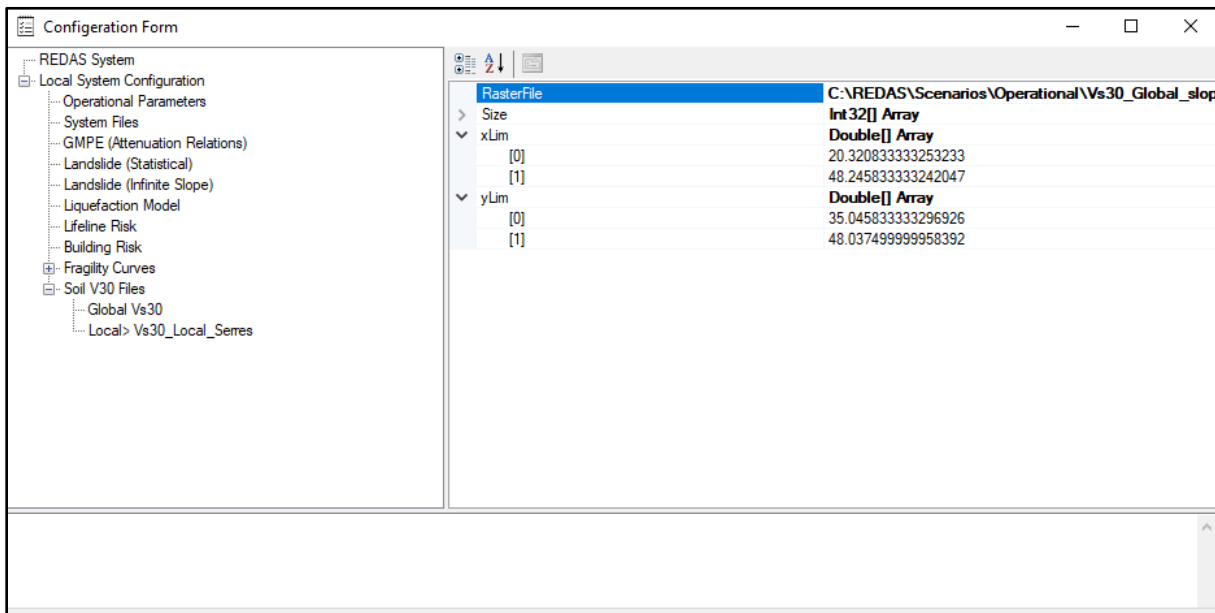 Configeration Form
REDAS System
Local System Configuration
Operational Parameters
System Files
GMPE (Attenuation Relations)
Landslide (Statistical)
Landslide (Infinite Slope)
Liquefaction Model
Lifeline Risk
Building Risk
Fragility Curves
Soil V30 Files
Global Vs30
Local> Vs30_Local_Serres
RasterFile C:\REDAS\Scenarios\Operational\Vs30_Global_slop
Size Int32[] Array
xLim Double[] Array
[0] 20.320833333253233
[1] 48.245833333242047
yLim Double[] Array
[0] 35.045833333296926
[1] 48.037499999958392